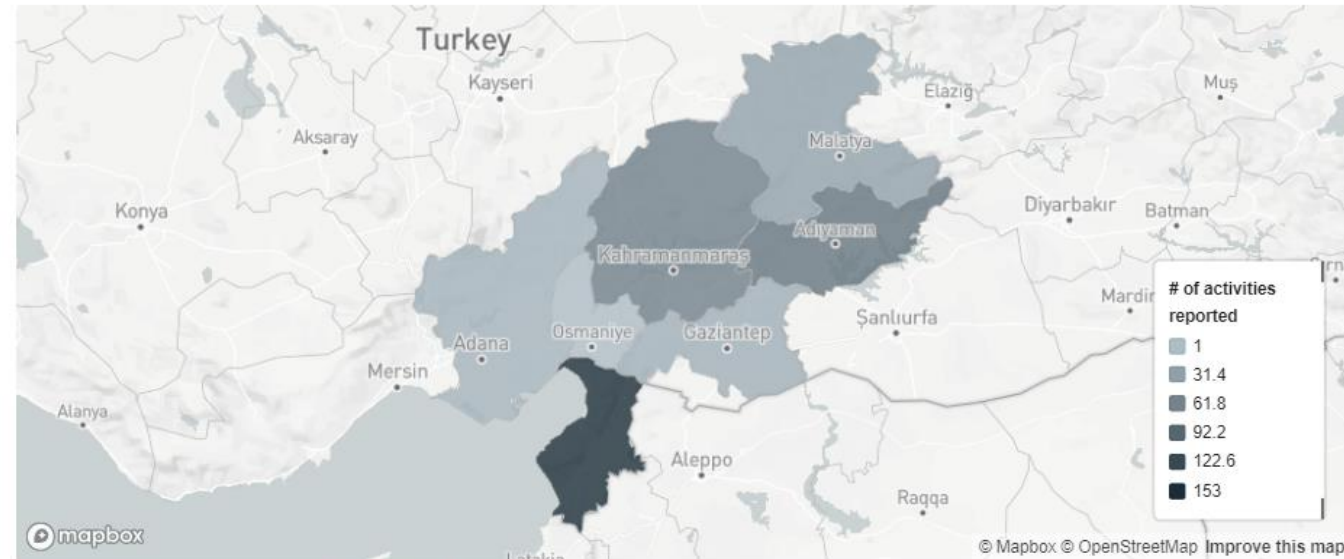 Turkey
Kayseri
Elazığ
Muş
Aksaray
Malatya
Konya
Diyarbakır
Batman
Adıyaman
Kahramanmaraş
# of activities
reported
1
31.4
61.8
92.2
122.6
153
Mardin
Şanlıurfa
Osmaniye
Gaziantep
Adana
Mersin
Alanya
Aleppo
Raqqa
mapbox
© Mapbox © OpenStreetMap Improve this map